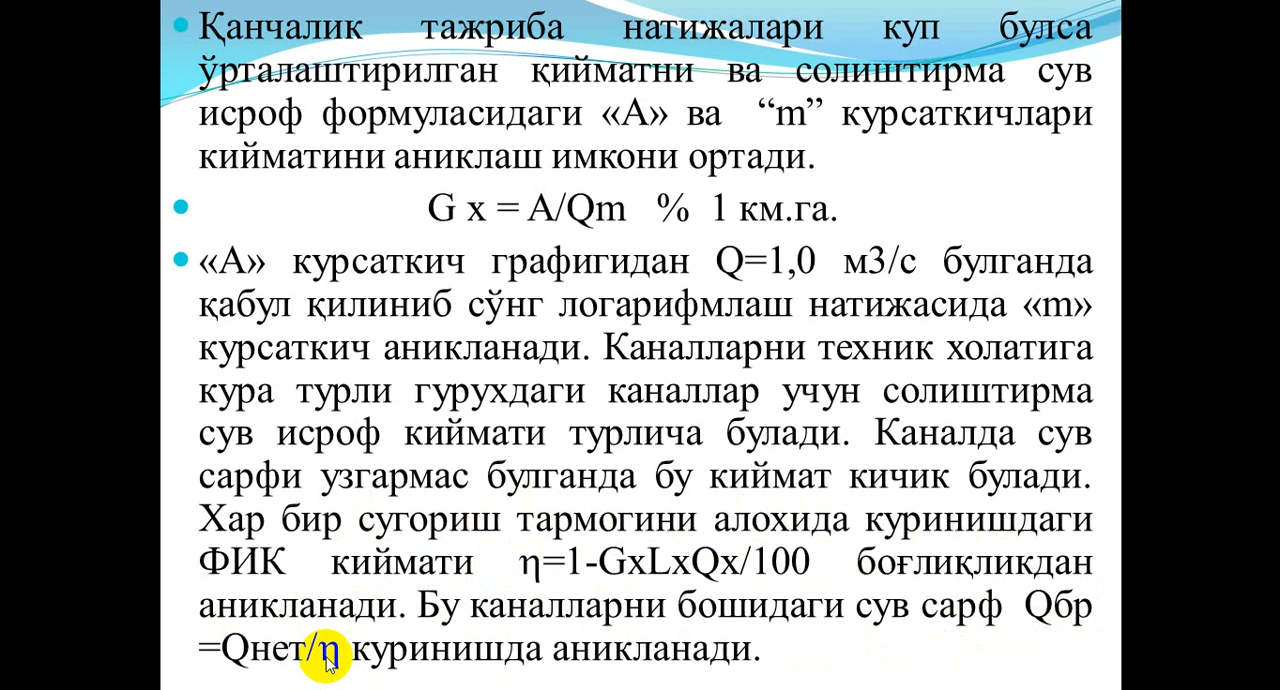 Қанчалик тажриба натижалари куп булса
ўрталаштирилган қийматни ва солиштирма сув
исроф формуласидаги «А» ва “m” курсаткичлари
кийматини аниклаш имкони ортади.
G x = A/Qm % 1 км.га.
«А» курсаткич графигидан Q=1,0 м3/с булганда
қабул қилиниб сўнг логарифмлаш натижасида «m»
курсаткич аникланади. Каналларни техник холатига
кура турли гурухдаги каналлар учун солиштирма
сув исроф киймати турлича булади. Каналда сув
сарфи узгармас булганда бу киймат кичик булади.
Хар бир сугориш тармогини алохида куринишдаги
ФИК киймати η=1-GxLxQx/100 боғлиқликдан
аникланади. Бу каналларни бошидаги сув сарф Qбр
=Qнет/η куринишда аникланади.